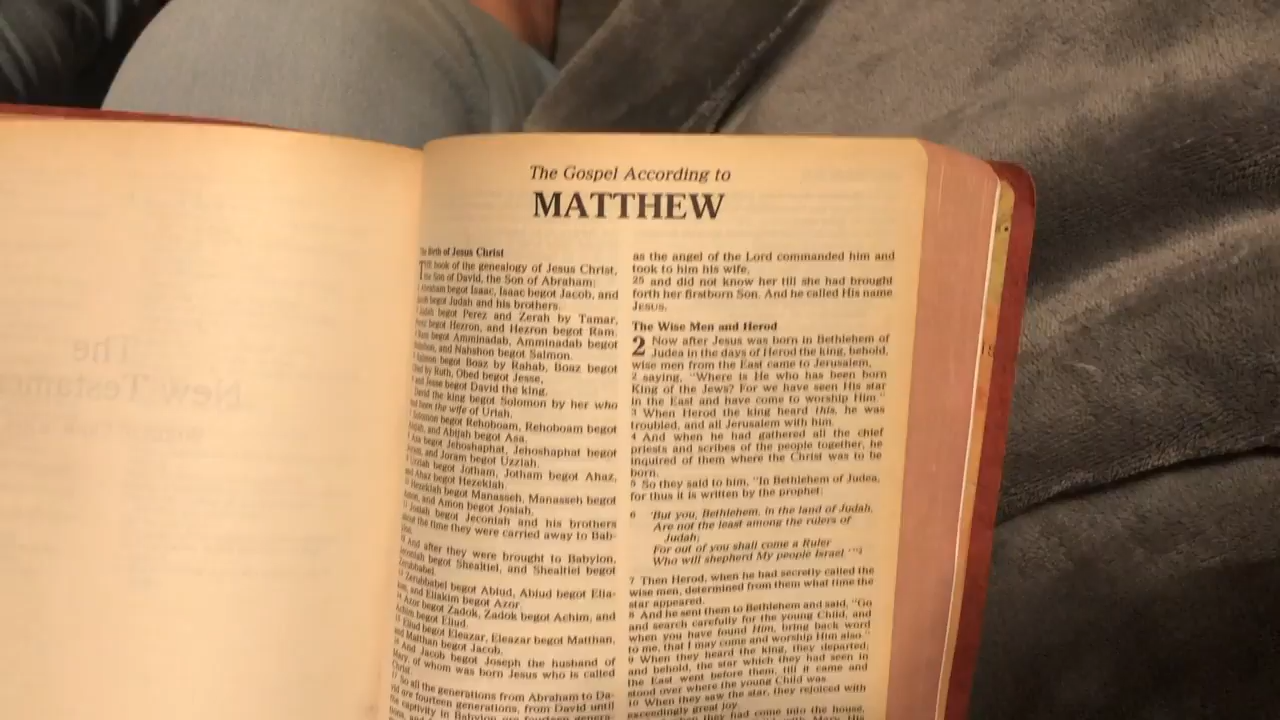 The Gospel According to
MATTHEW
The Birth of Jesus Christ
book of the genealogy of Jesus Christ,
the Son of David, the Son of Abraham:
Abraham begot Isaac, Isaac begot Jacob, and
Jacob begot Judah and his brothers.
Judah begot Perez and Zerah by Tamar,
Perez begot Hezron, and Hezron begot Ram.
Ram begot Amminadab, Amminadab begot
Nahshon, and Nahshon begot Salmon.
Salmon begot Boaz by Rahab, Boaz begot
Obed by Ruth, Obed begot Jesse,
and Jesse begot David the king.
David the king begot Solomon by her who
had been the wife of Uriah.
Solomon begot Rehoboam, Rehoboam begot
Abijah, and Abijah begot Asa.
Asa begot Jehoshaphat, Jehoshaphat begot
Joram, and Joram begot Uzziah.
Uzziah begot Jotham, Jotham begot Ahaz,
and Ahaz begot Hezekiah.
Hezekiah begot Manasseh, Manasseh begot
Amon, and Amon begot Josiah.
Josiah begot Jeconiah and his brothers
about the time they were carried away to Bab-
And after they were brought to Babylon,
Jeconiah begot Shealtiel, and Shealtiel begot
Zerubbabel.
Zerubbabel begot Abiud, Abiud begot Elia-
kim, and Eliakim begot Azor.
Azor begot Zadok, Zadok begot Achim, and
Achim begot Eliud.
Eliud begot Eleazar, Eleazar begot Matthan,
and Matthan begot Jacob.
And Jacob begot Joseph the husband of
Mary, of whom was born Jesus who is called
Christ.
So all the generations from Abraham to Da-
vid are fourteen generations, from David until
the captivity in Babylon are fourteen genera-
as the angel of the Lord commanded him and
took to him his wife,
25 and did not know her till she had brought
forth her firstborn Son. And he called His name
Jesus.
The Wise Men and Herod
2 Now after Jesus was born in Bethlehem of
Judea in the days of Herod the king, behold,
wise men from the East came to Jerusalem,
2 saying, "Where is He who has been born
King of the Jews? For we have seen His star
in the East and have come to worship Him."
3 When Herod the king heard this, he was
troubled, and all Jerusalem with him.
4 And when he had gathered all the chief
priests and scribes of the people together, he
inquired of them where the Christ was to be
born.
5 So they said to him, "In Bethlehem of Judea,
for thus it is written by the prophet:
6 'But you, Bethlehem, in the land of Judah,
Are not the least among the rulers of
Judah;
For out of you shall come a Ruler
Who will shepherd My people Israel.'"
7 Then Herod, when he had secretly called the
wise men, determined from them what time the
star appeared.
8 And he sent them to Bethlehem and said, "Go
and search carefully for the young Child, and
when you have found Him, bring back word
to me, that I may come and worship Him also."
9 When they heard the king, they departed;
and behold, the star which they had seen in
the East went before them, till it came and
stood over where the young Child was.
10 When they saw the star, they rejoiced with
exceedingly great joy.
when they had come into the house,
with Mary His